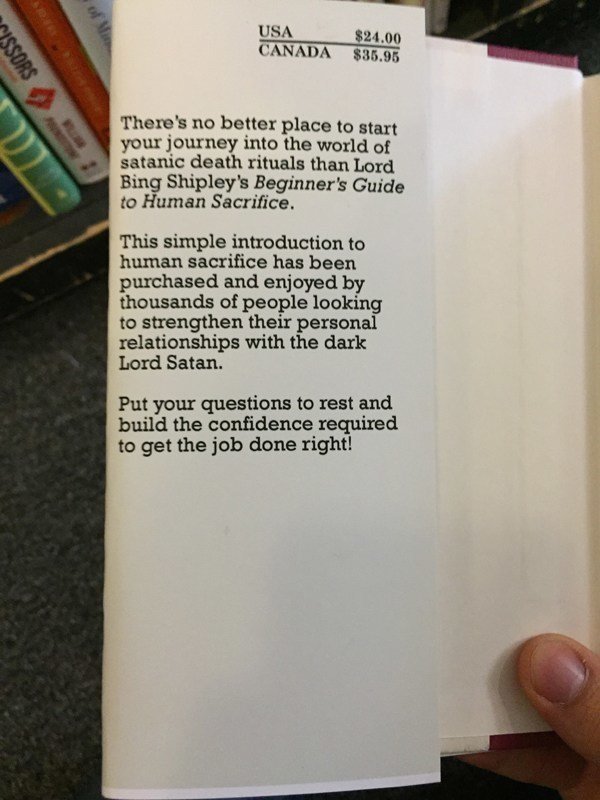 USA $24.00
CANADA $35.95
There's no better place to start
your journey into the world of
satanic death rituals than Lord
Bing Shipley's Beginner's Guide
to Human Sacrifice.
This simple introduction to
human sacrifice has been
purchased and enjoyed by
thousands of people looking
to strengthen their personal
relationships with the dark
Lord Satan.
Put your questions to rest and
build the confidence required
to get the job done right!
SCISSORS